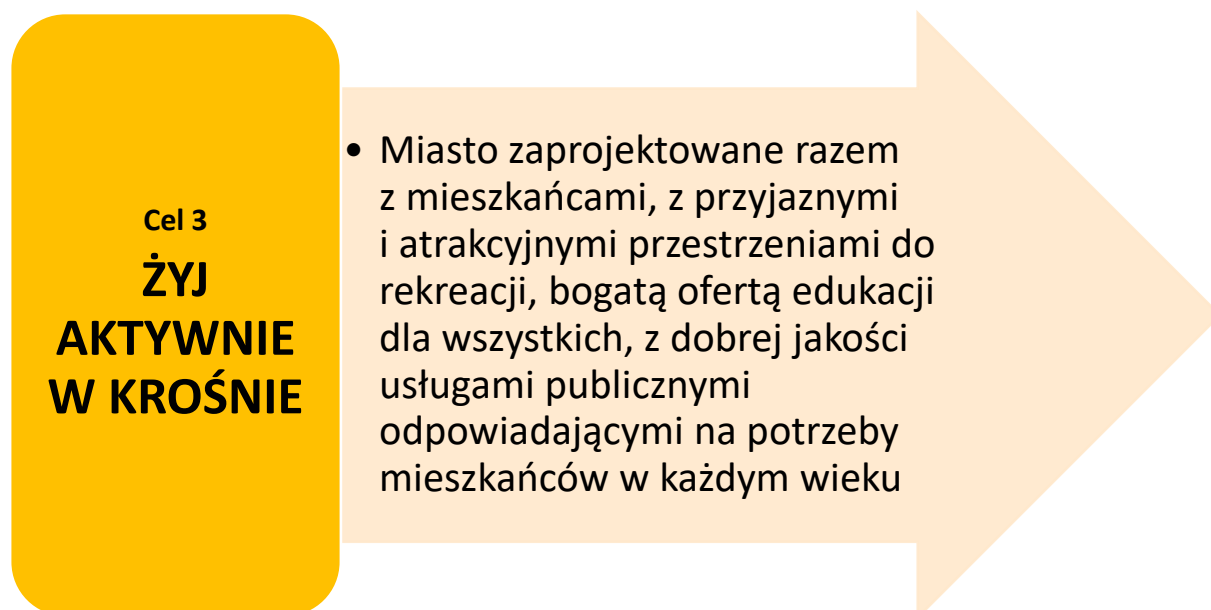 Cel 3
ŻYJ
AKTYWNIE
W KROŚNIE
• Miasto zaprojektowane razem
z mieszkańcami, z przyjaznymi
i atrakcyjnymi przestrzeniami do
rekreacji, bogatą ofertą edukacji
dla wszystkich, z dobrej jakości
usługami publicznymi
odpowiadającymi na potrzeby
mieszkańców w każdym wieku